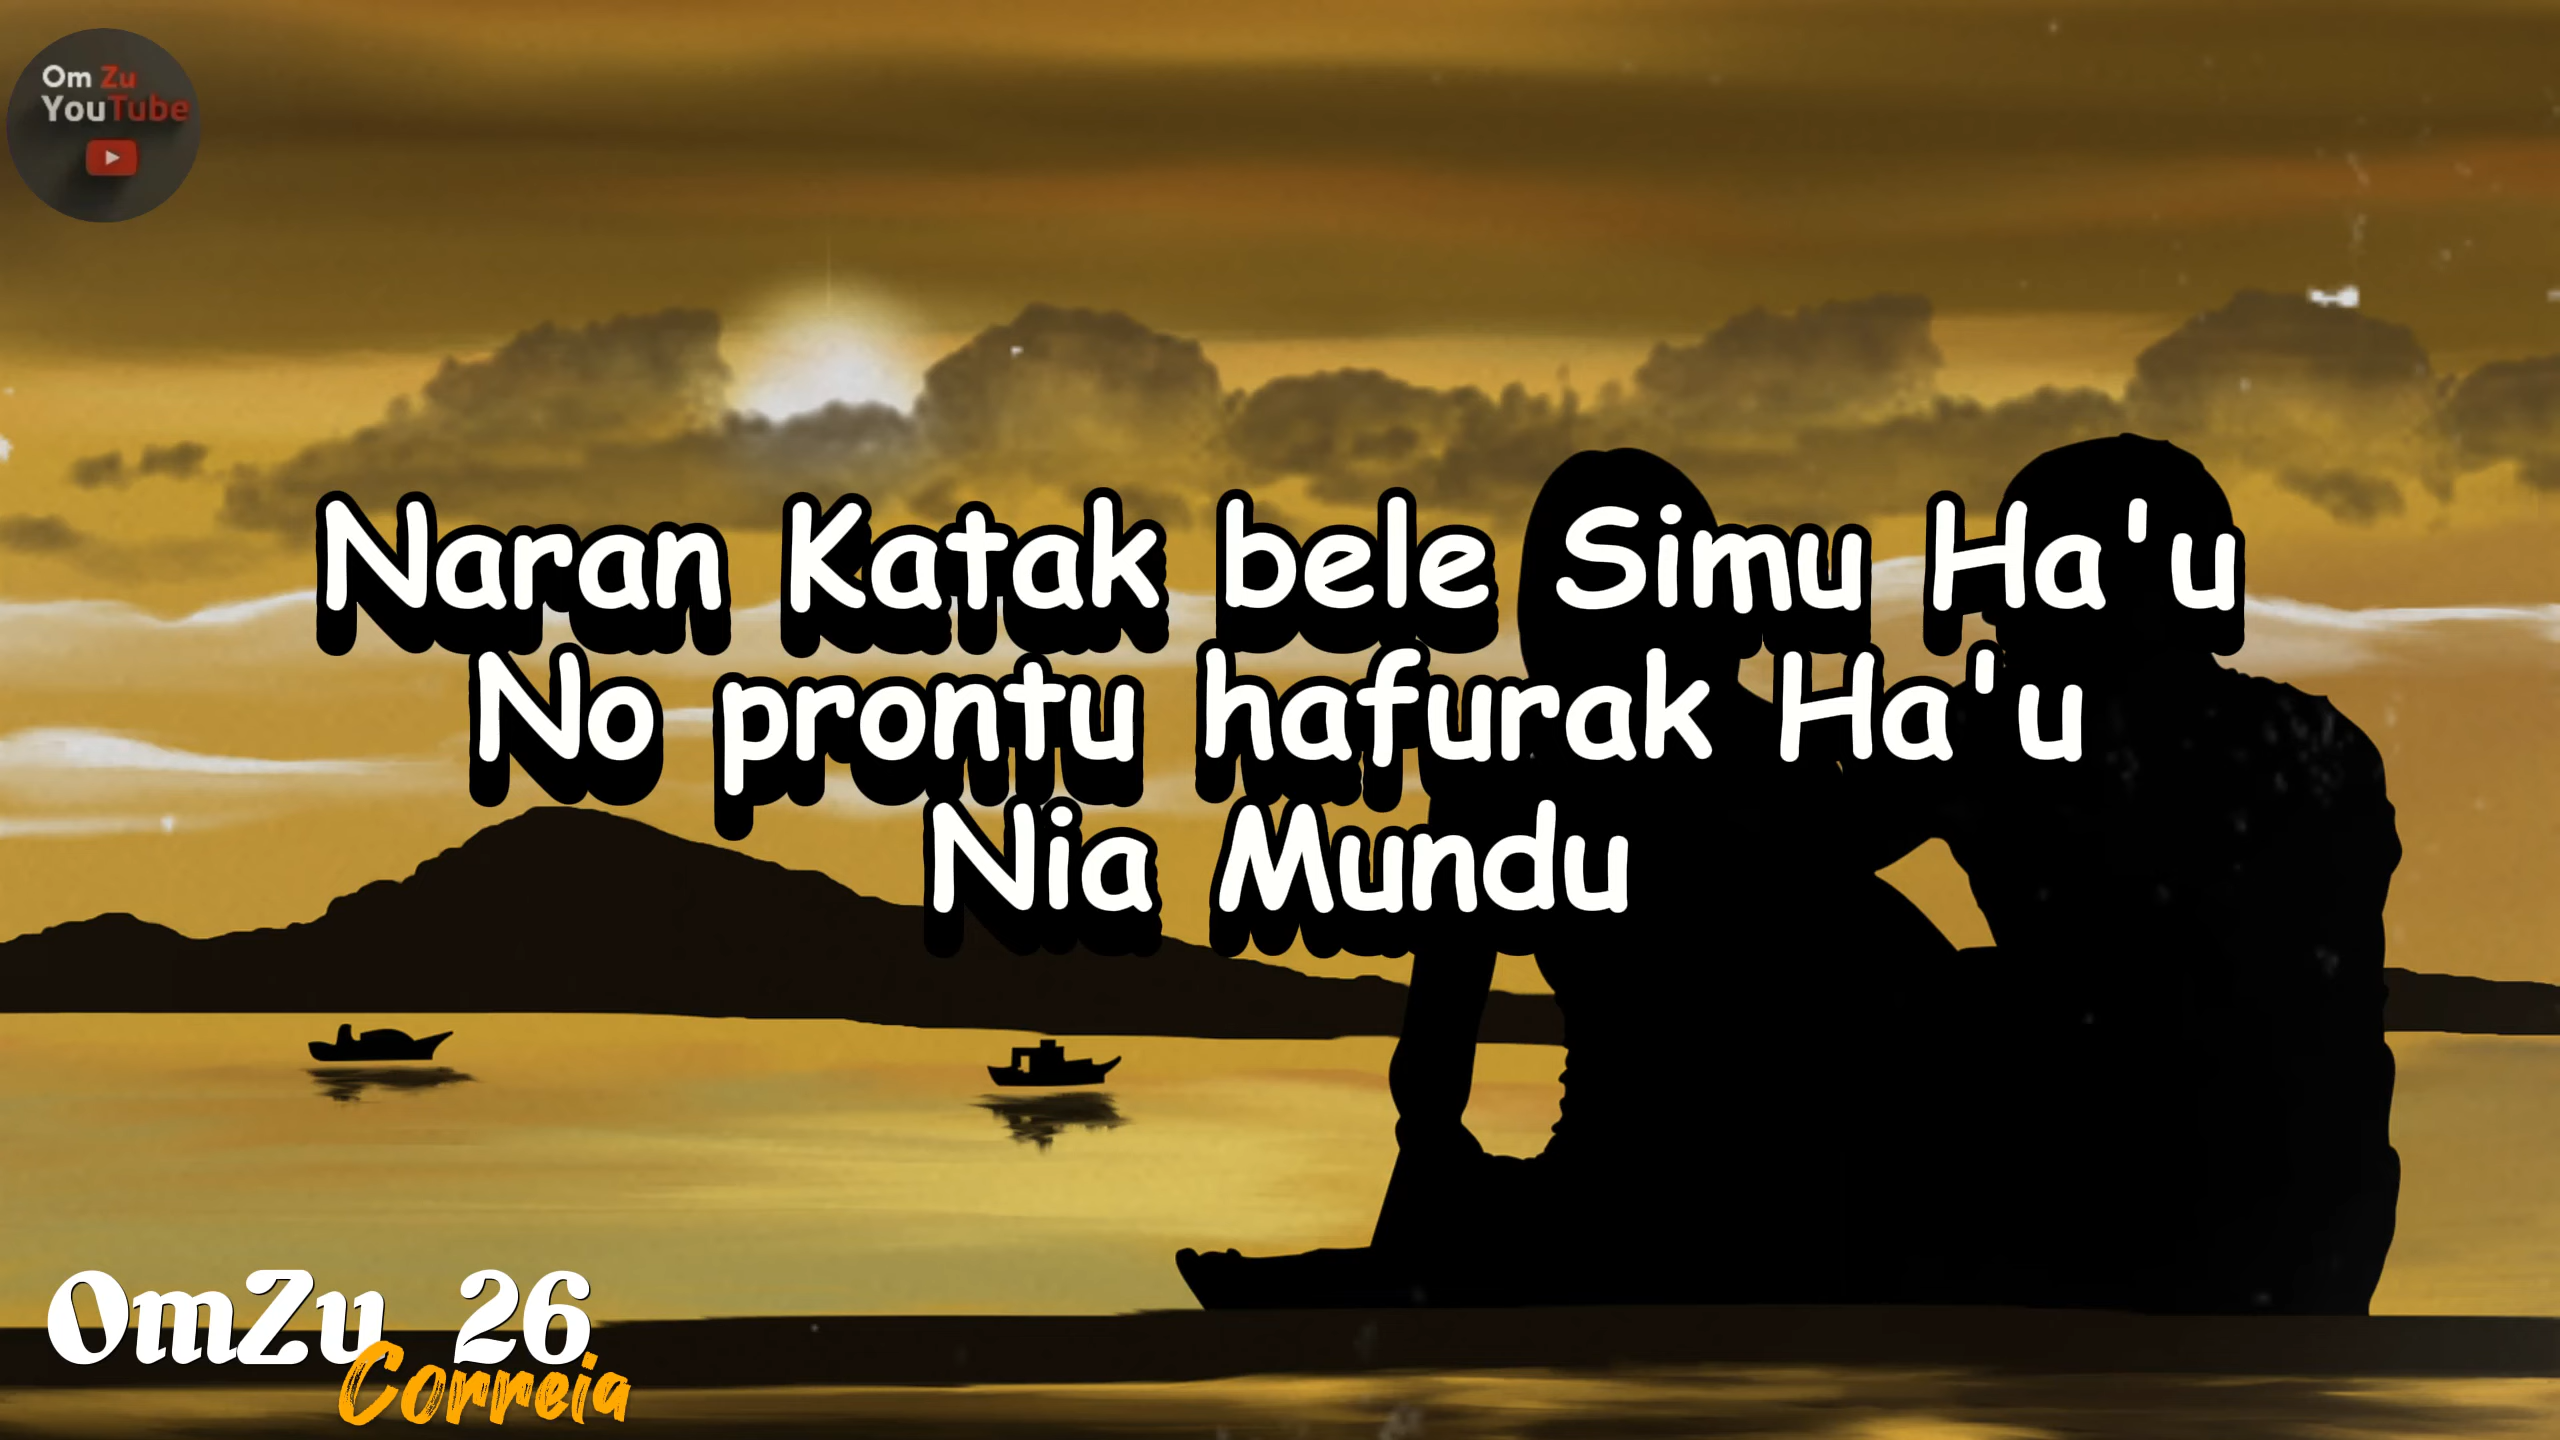 Om Zu
YouTube
Naran Katak bele Simu Ha'u
No prontu hafurak Ha'u
Nia Mundu
OmZu 26
Correia